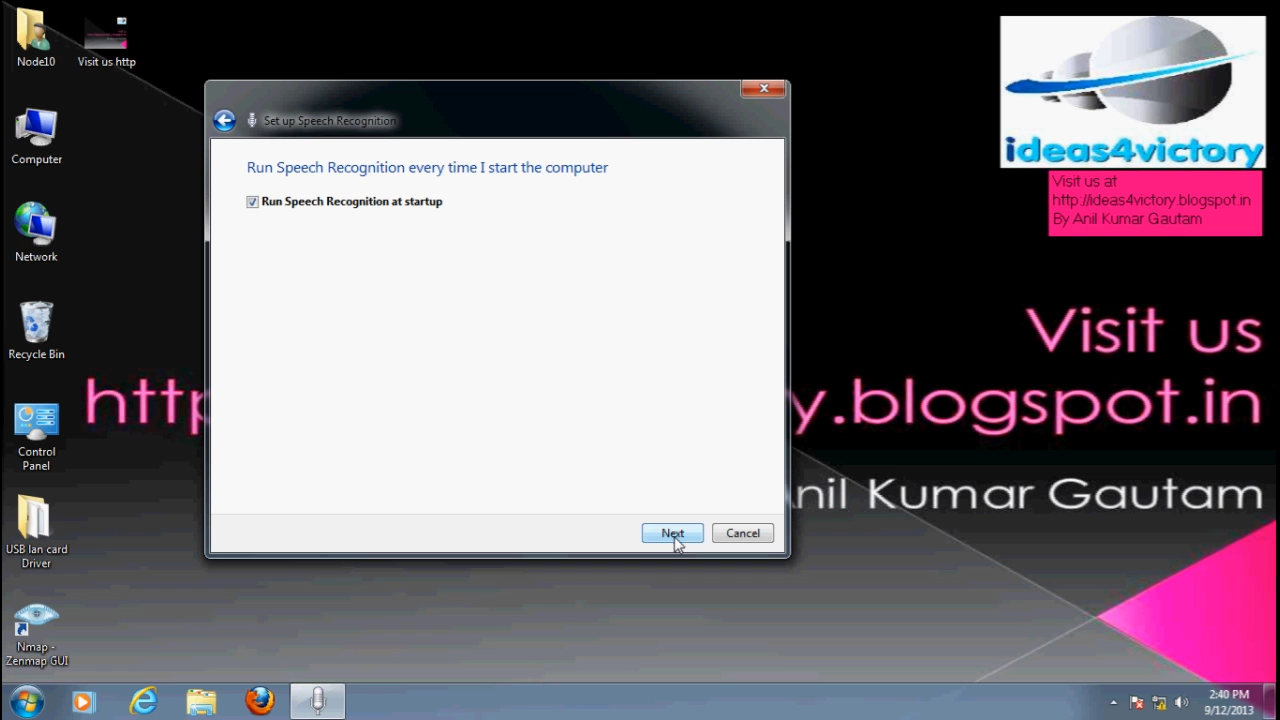 Node10
Visit us http
Computer
Network
Recycle Bin
Control
Panel
USB lan card
Driver
Nmap -
Zenmap GUI
Set up Speech Recognition
Run Speech Recognition every time I start the computer
Run Speech Recognition at startup
Next
Cancel
ideas4victory
Visit us at
http://ideas4victory.blogspot.in
By Anil Kumar Gautam
Visit us
http
y.blogspot.in
nil Kumar Gautam
2:40 PM
9/12/2013